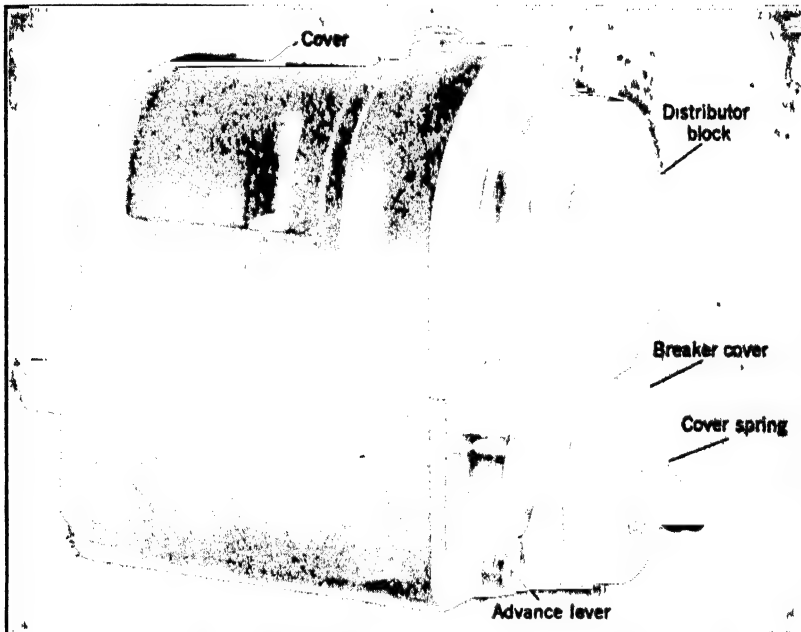 Cover
Distributor
block
Breaker cover
Cover spring
Advance lever